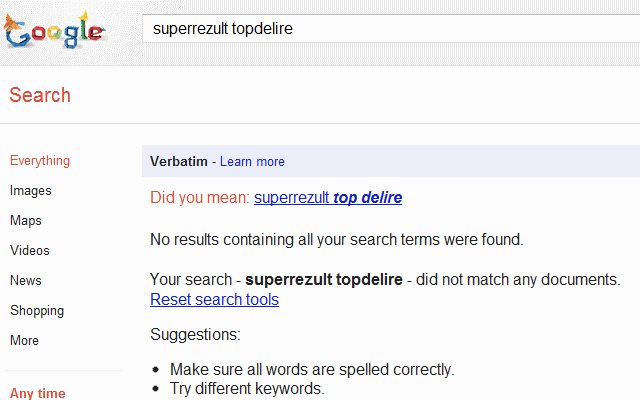 Google
superrezult topdelire
Search
Everything
Images
Maps
Videos
News
Shopping
More
Any time
Verbatim - Learn more
Did you mean: superrezult top delire
No results containing all your search terms were found.
Your search - superrezult topdelire - did not match any documents.
Reset search tools
Suggestions:
• Make sure all words are spelled correctly.
• Try different keywords.